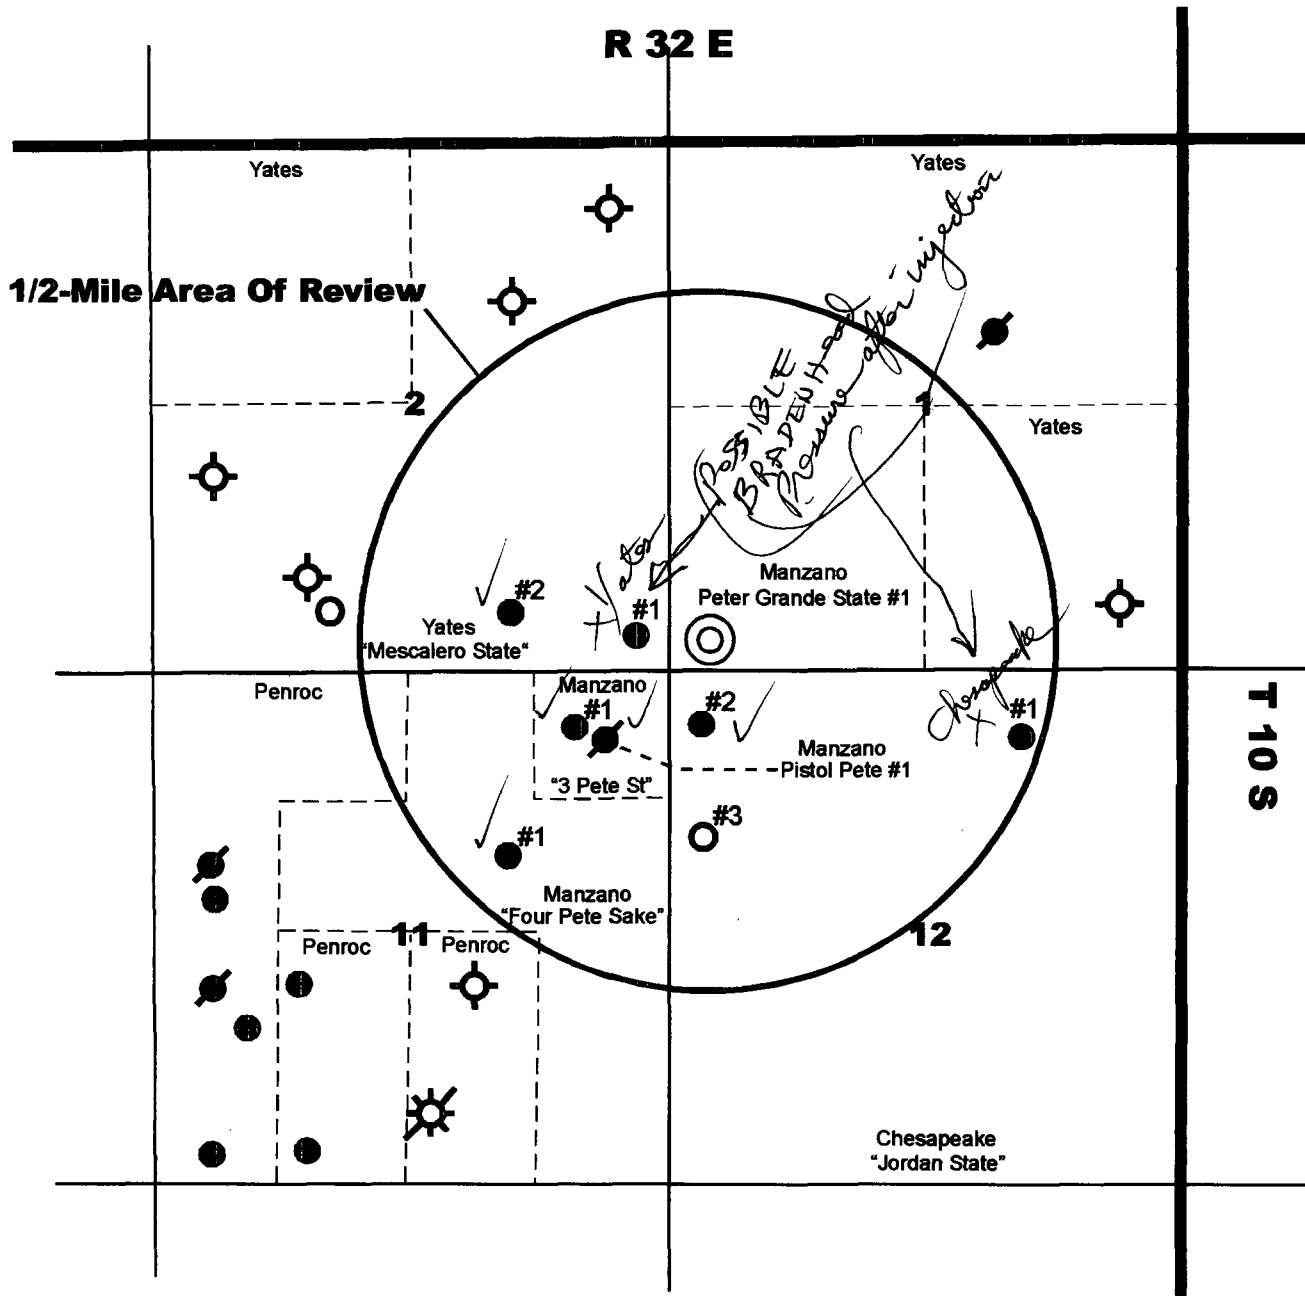 R 32 E
Yates
Yates
1/2-Mile Area Of Review
POSSIBLE
BRADENHead
Pressure after injection
2
1
Yates
Yates
#2
#1
Manzano
Peter Grande State #1
Yates
"Mescalero State"
X
Chesapeake
X
Penroc
Manzano
#1
#2
#1
Manzano
Pistol Pete #1
"3 Pete St"
T 10 S
#3
#1
Manzano
"Four Pete Sake"
11
12
Penroc
Penroc
Chesapeake
"Jordan State"